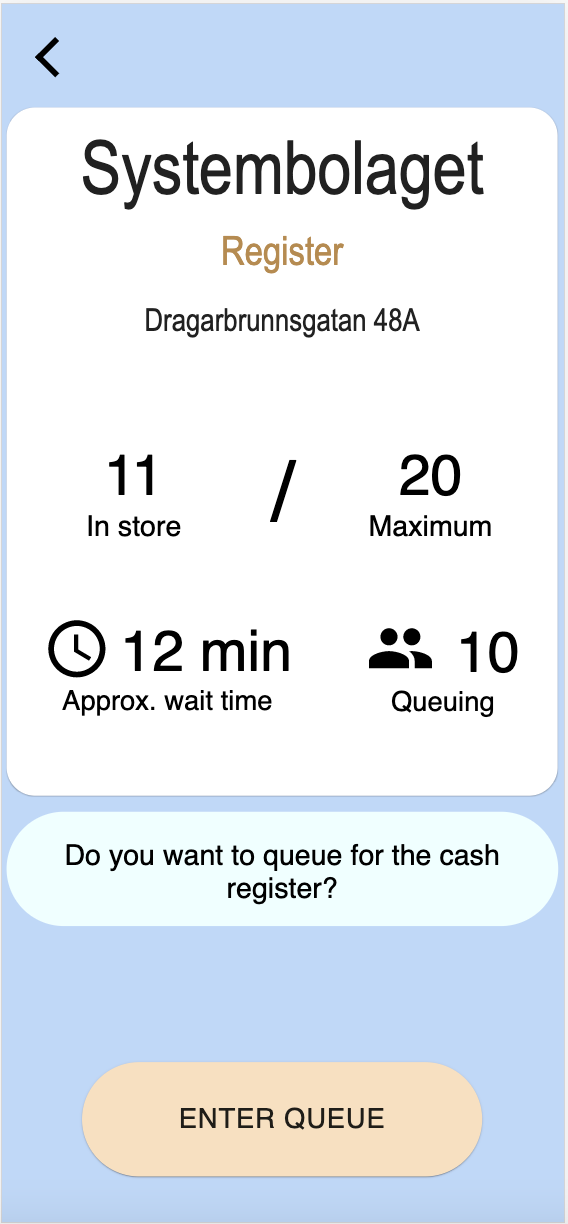 Systembolaget
Register
Dragarbrunnsgatan 48A
11 / 20
In store Maximum
12 min 10
Approx. wait time Queuing
Do you want to queue for the cash
register?
ENTER QUEUE